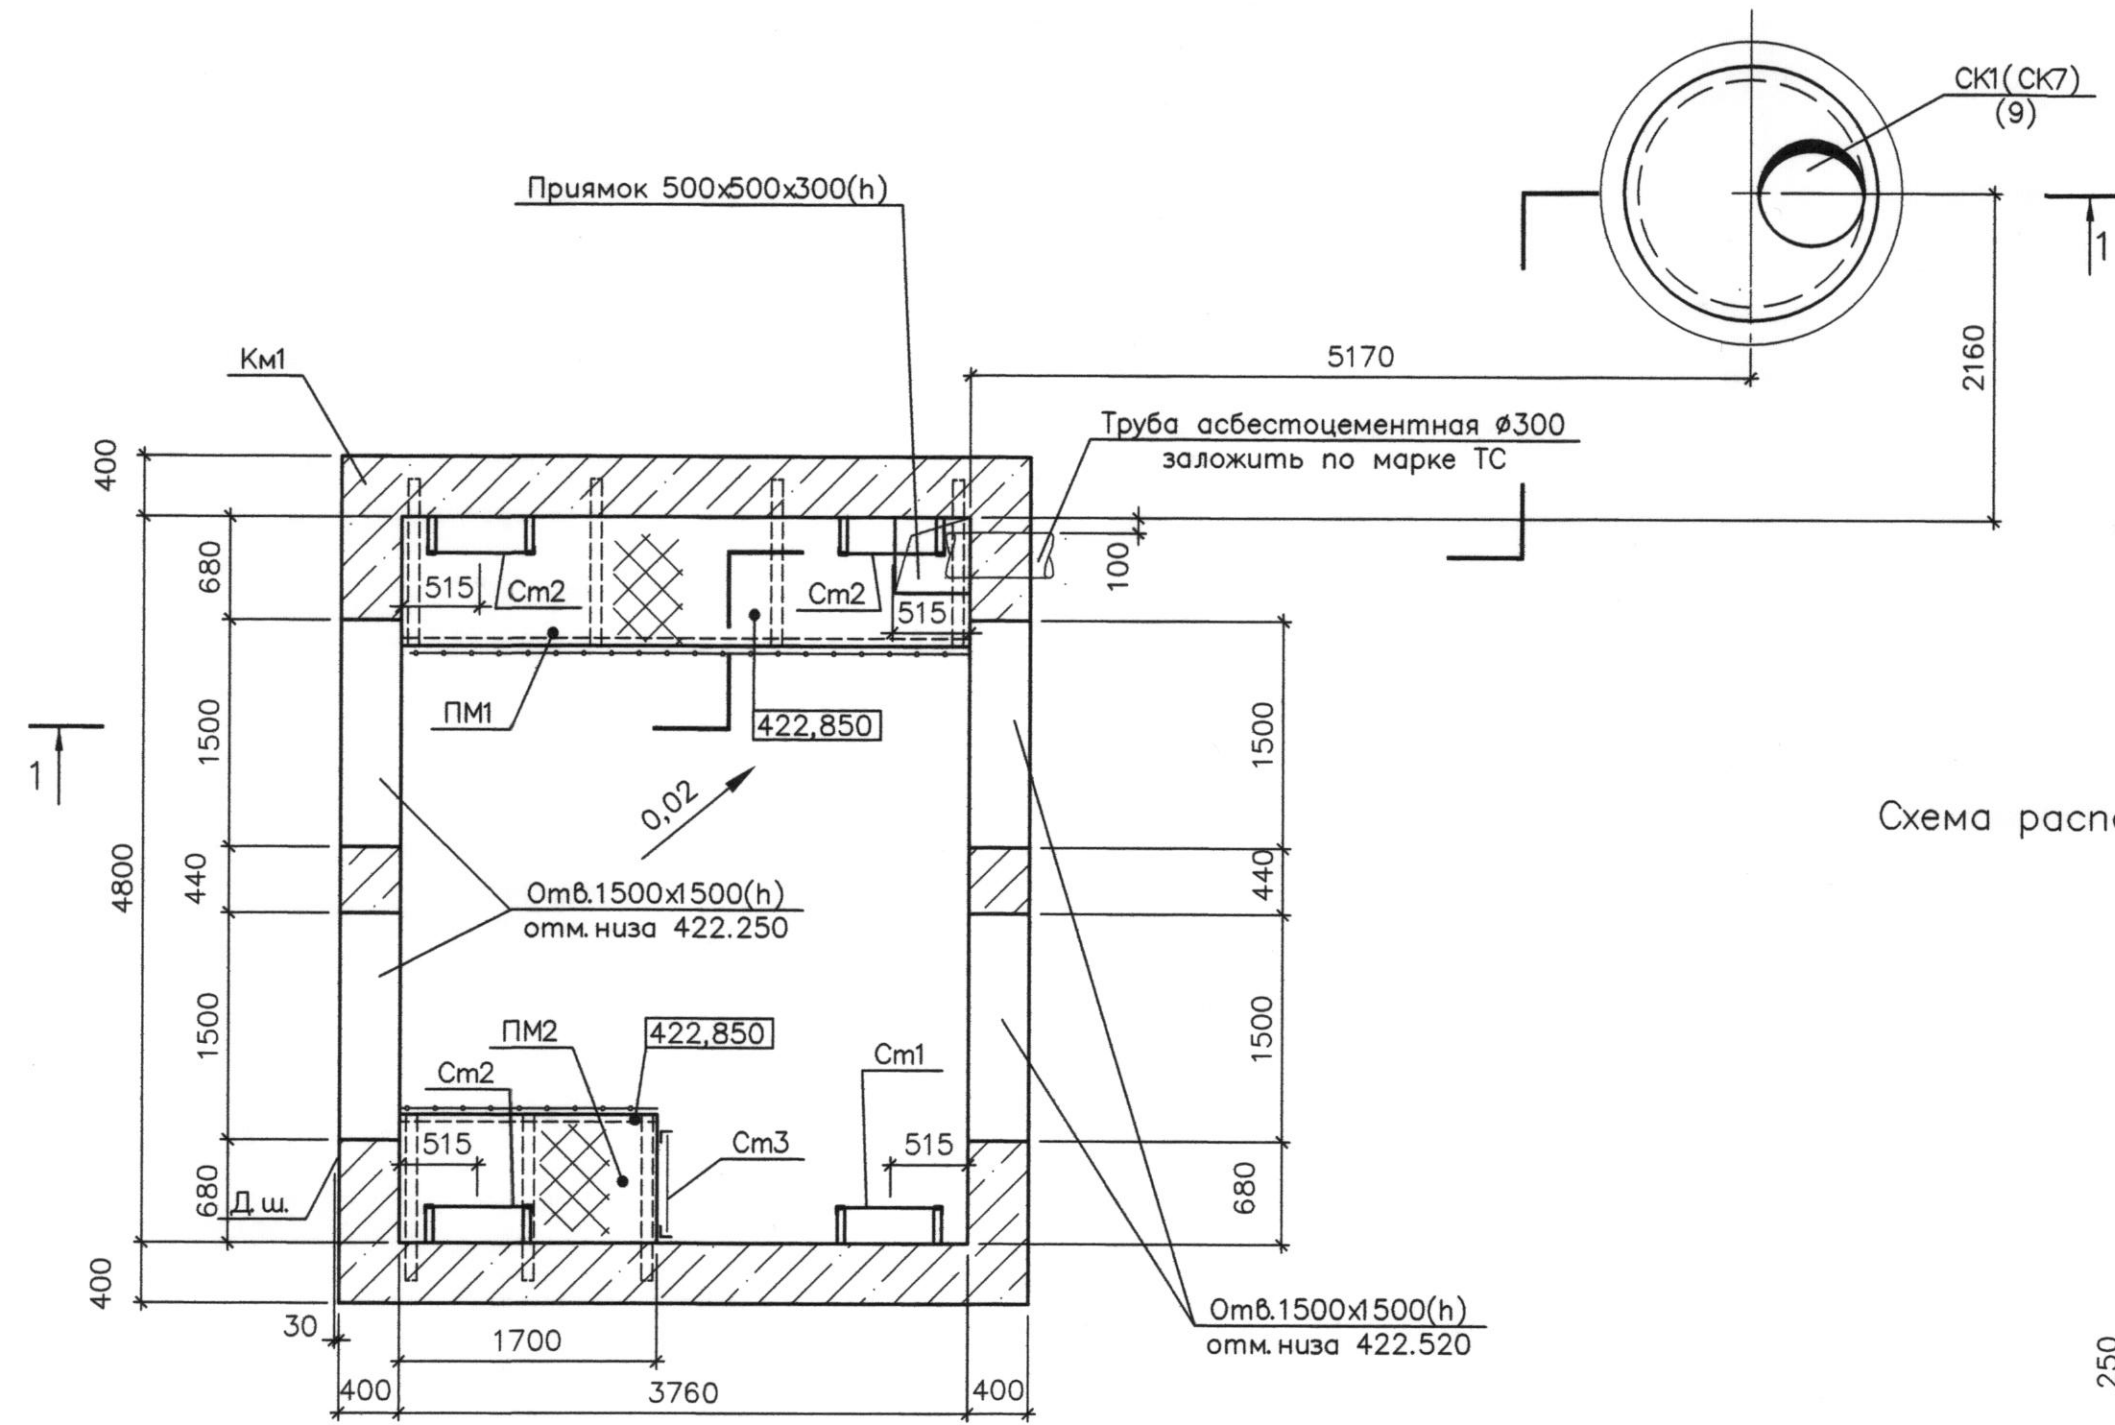 СК1(СК7)
(9)
Приямок 500х500х300(h)
1
Км1
5170
2160
Труба асбестоцементная ø300
заложить по марке ТС
400
680
515
Ст2
Ст2
515
100
ПМ1
422,850
1500
1500
1
0,02
Схема распо
4800
440
440
Отв.1500х1500(h)
отм.низа 422.250
1500
1500
ПМ2
422,850
Ст2
Ст1
515
Ст3
515
680
Д.ш.
680
400
30
1700
Отв.1500х1500(h)
отм.низа 422.520
400
3760
400
250